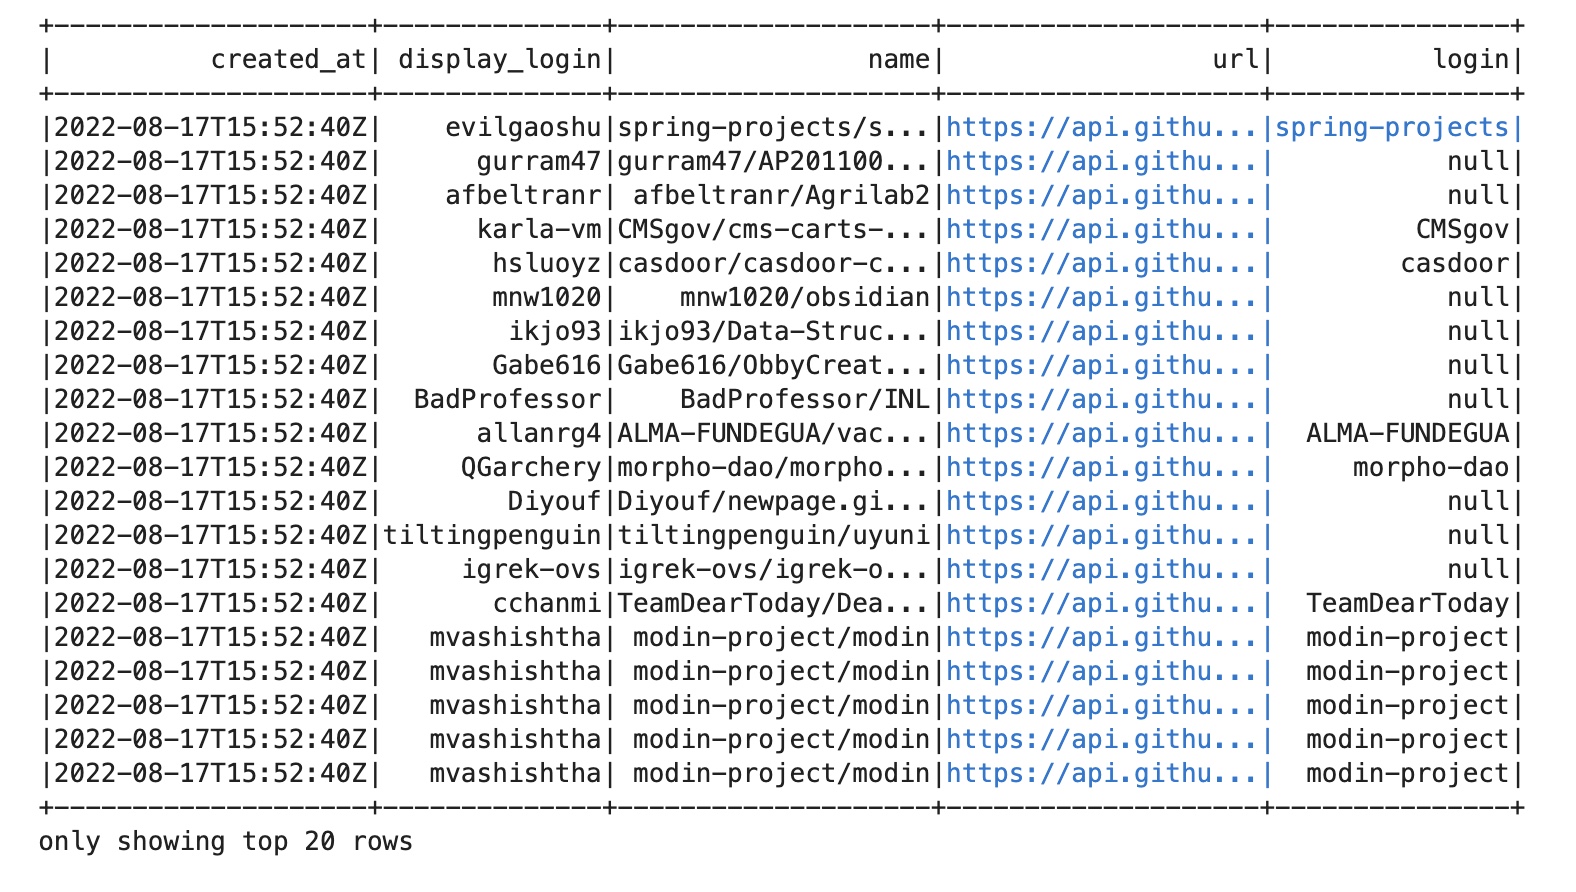 +--------------------+--------------+--------------------+--------------------+---------------+
|          created_at| display_login|                name|                 url|          login|
+--------------------+--------------+--------------------+--------------------+---------------+
|2022-08-17T15:52:40Z|    evilgaoshu|spring-projects/s...|https://api.githu...|spring-projects|
|2022-08-17T15:52:40Z|      gurram47|gurram47/AP201100...|https://api.githu...|           null|
|2022-08-17T15:52:40Z|    afbeltranr| afbeltranr/Agrilab2|https://api.githu...|           null|
|2022-08-17T15:52:40Z|      karla-vm|CMSgov/cms-carts-...|https://api.githu...|         CMSgov|
|2022-08-17T15:52:40Z|       hsluoyz|casdoor/casdoor-c...|https://api.githu...|        casdoor|
|2022-08-17T15:52:40Z|       mnw1020|    mnw1020/obsidian|https://api.githu...|           null|
|2022-08-17T15:52:40Z|        ikjo93|ikjo93/Data-Struc...|https://api.githu...|           null|
|2022-08-17T15:52:40Z|       Gabe616|Gabe616/ObbyCreat...|https://api.githu...|           null|
|2022-08-17T15:52:40Z|  BadProfessor|    BadProfessor/INL|https://api.githu...|           null|
|2022-08-17T15:52:40Z|      allanrg4|ALMA-FUNDEGUA/vac...|https://api.githu...|  ALMA-FUNDEGUA|
|2022-08-17T15:52:40Z|     QGarchery|morpho-dao/morpho...|https://api.githu...|     morpho-dao|
|2022-08-17T15:52:40Z|        Diyouf|Diyouf/newpage.gi...|https://api.githu...|           null|
|2022-08-17T15:52:40Z|tiltingpenguin|tiltingpenguin/uyuni|https://api.githu...|           null|
|2022-08-17T15:52:40Z|     igrek-ovs|igrek-ovs/igrek-o...|https://api.githu...|           null|
|2022-08-17T15:52:40Z|       cchanmi|TeamDearToday/Dea...|https://api.githu...|  TeamDearToday|
|2022-08-17T15:52:40Z|   mvashishtha| modin-project/modin|https://api.githu...|  modin-project|
|2022-08-17T15:52:40Z|   mvashishtha| modin-project/modin|https://api.githu...|  modin-project|
|2022-08-17T15:52:40Z|   mvashishtha| modin-project/modin|https://api.githu...|  modin-project|
|2022-08-17T15:52:40Z|   mvashishtha| modin-project/modin|https://api.githu...|  modin-project|
|2022-08-17T15:52:40Z|   mvashishtha| modin-project/modin|https://api.githu...|  modin-project|
+--------------------+--------------+--------------------+--------------------+---------------+
only showing top 20 rows